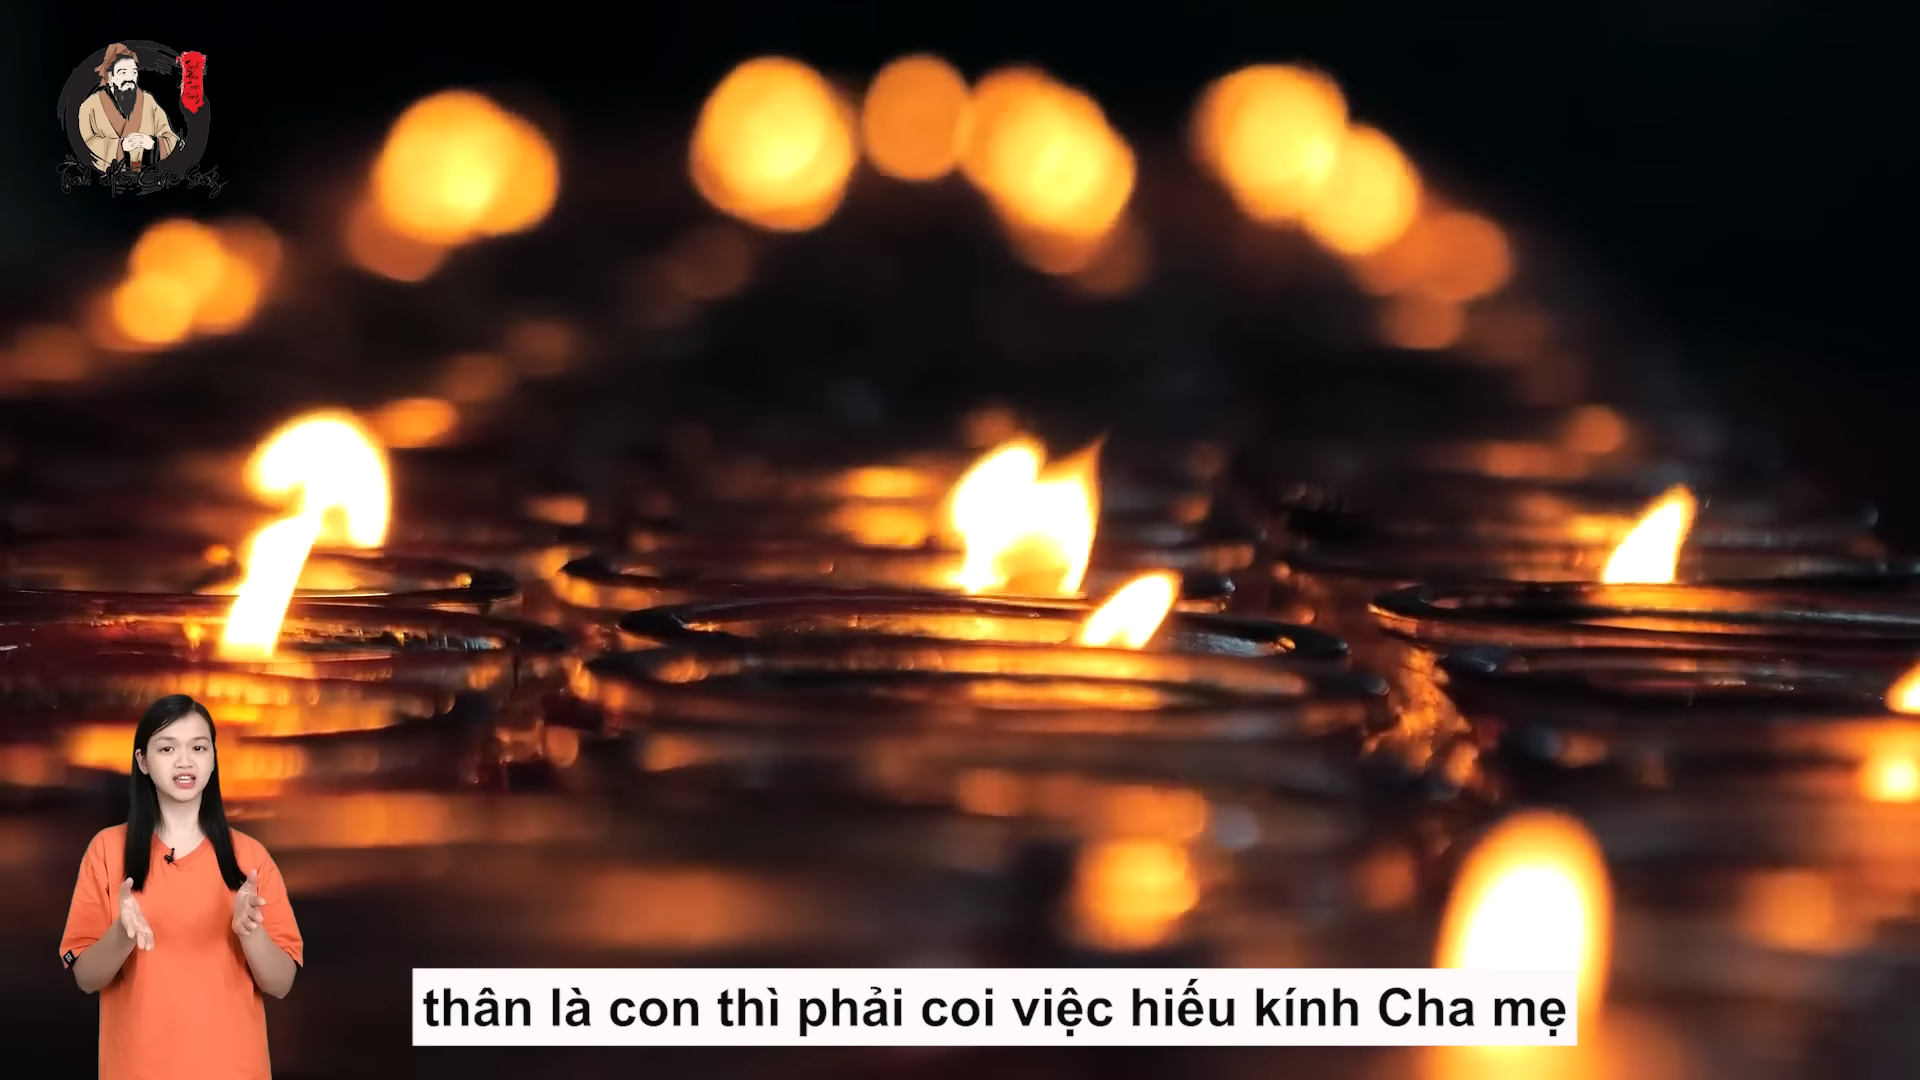 thân là con thì phải coi việc hiếu kính Cha mẹ